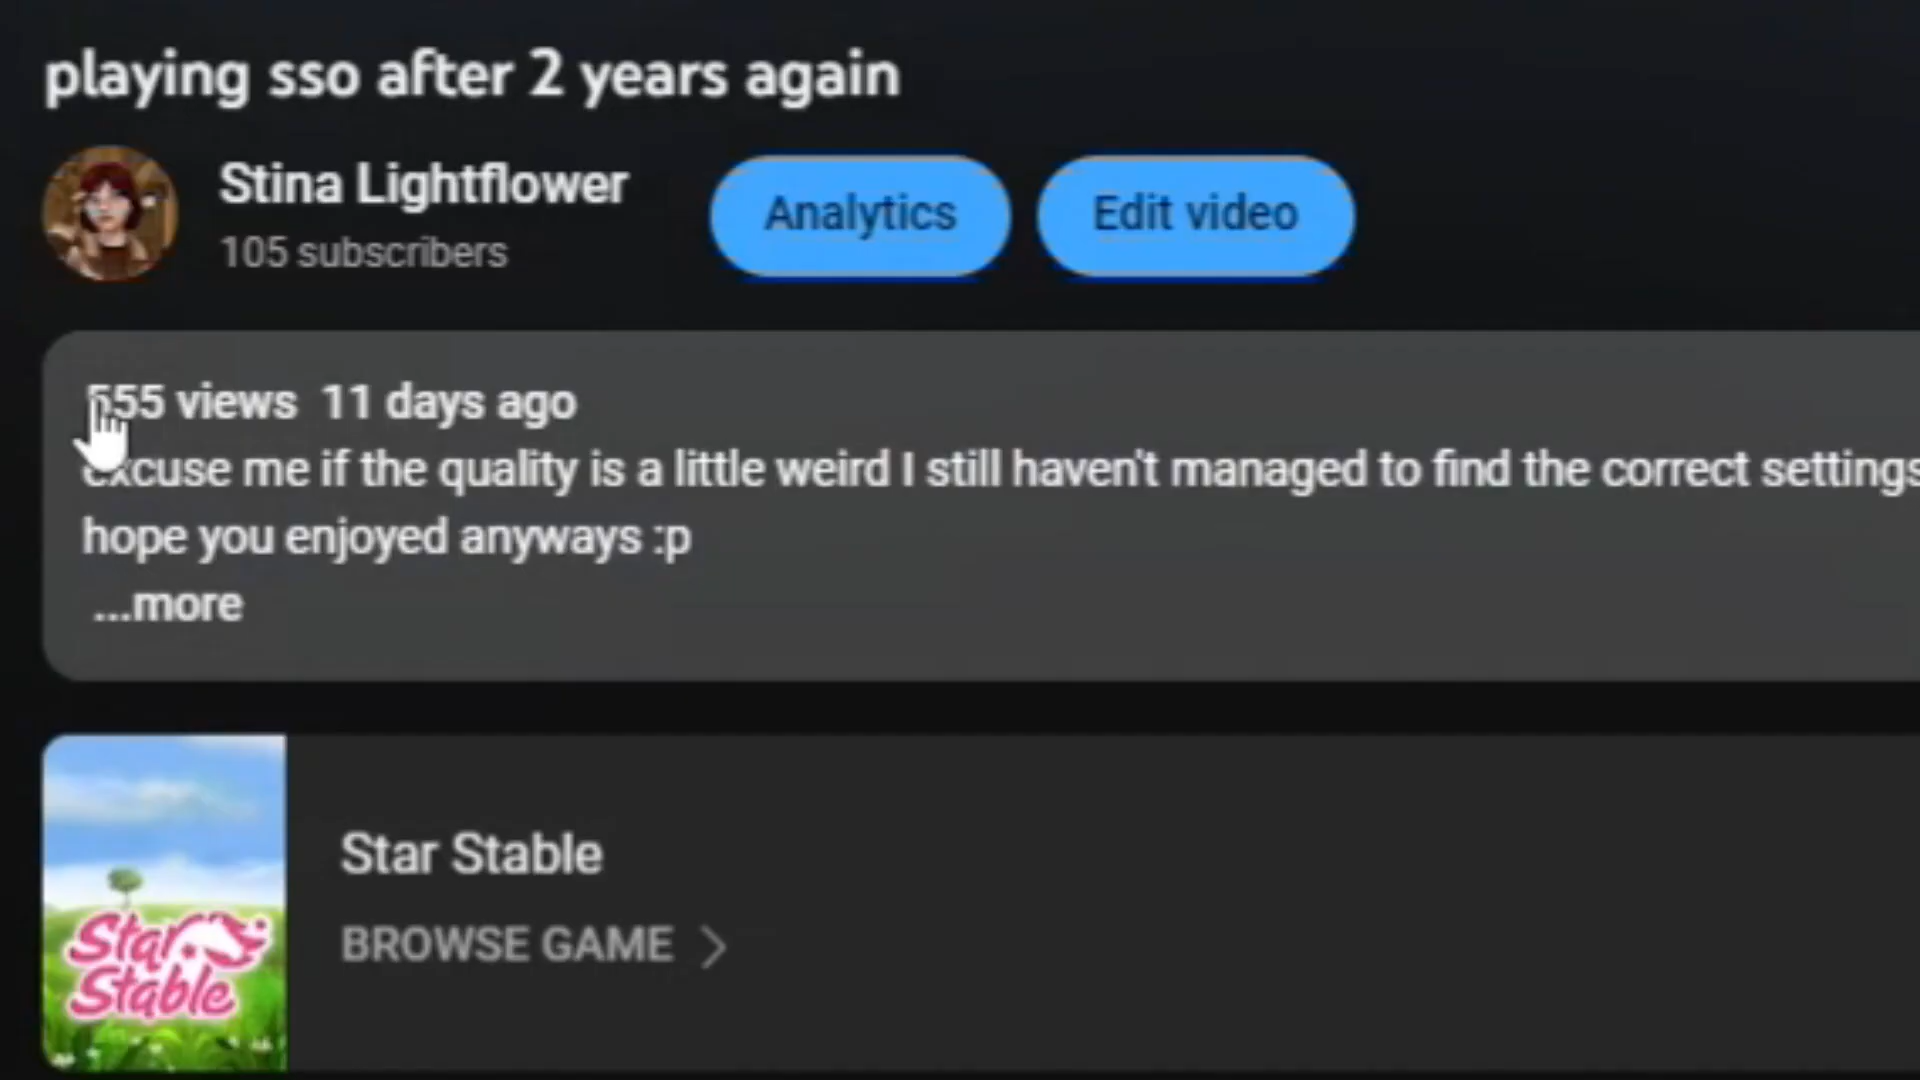 playing sso after 2 years again
Stina Lightflower
105 subscribers
Analytics
Edit video
555 views 11 days ago
excuse me if the quality is a little weird I still haven't managed to find the correct settings
hope you enjoyed anyways :p
...more
Star Stable
BROWSE GAME
Star
Stable